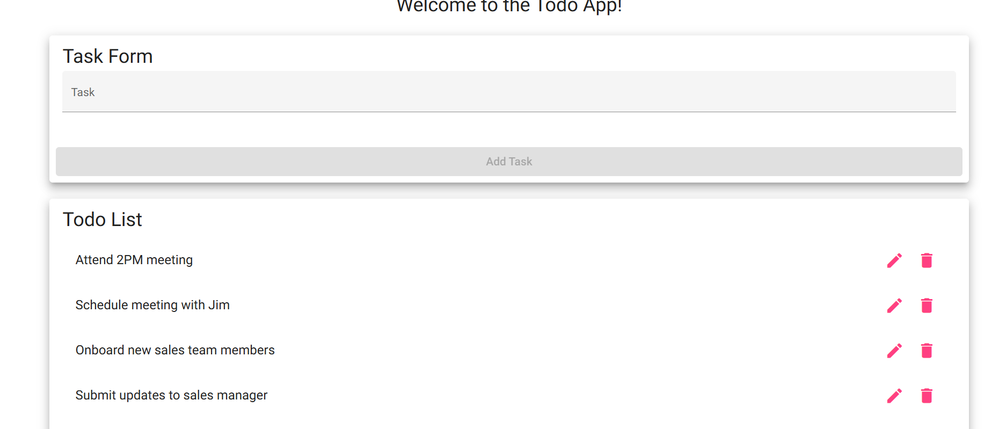 Welcome to the Todo App!
Task Form
Task
Add Task
Todo List
Attend 2PM meeting
Schedule meeting with Jim
Onboard new sales team members
Submit updates to sales manager